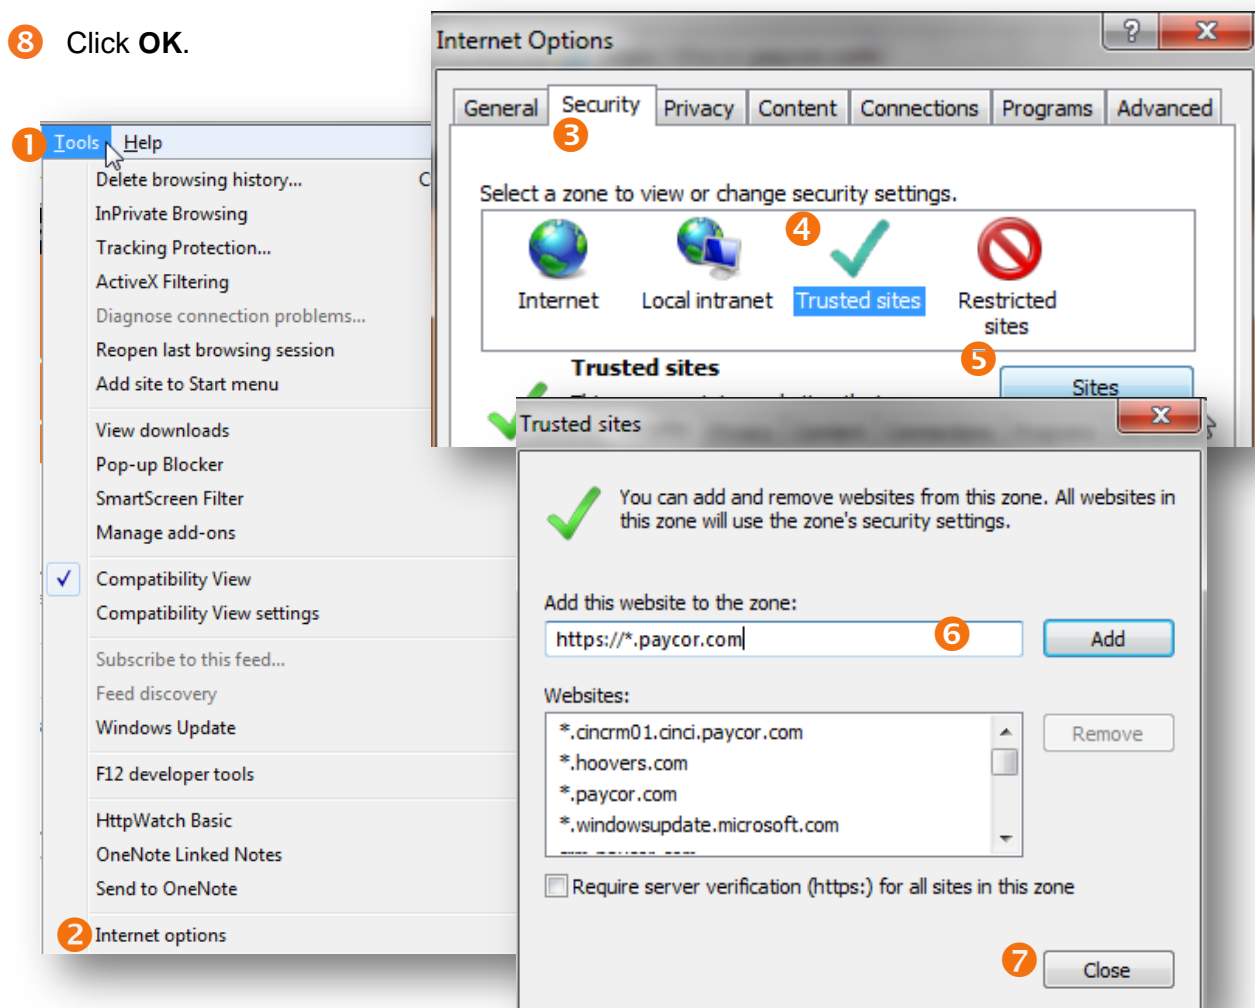 8 Click OK.
1 Tools Help
Delete browsing history... C
InPrivate Browsing
Tracking Protection...
ActiveX Filtering
Diagnose connection problems...
Reopen last browsing session
Add site to Start menu
View downloads
Pop-up Blocker
SmartScreen Filter
Manage add-ons
Compatibility View
Compatibility View settings
Subscribe to this feed...
Feed discovery
Windows Update
F12 developer tools
HttpWatch Basic
OneNote Linked Notes
Send to OneNote
2 Internet options
Internet Options
General Security Privacy Content Connections Programs Advanced
3
Select a zone to view or change security settings.
4
Internet Local intranet Trusted sites Restricted
sites
5
Trusted sites
Sites
Trusted sites
You can add and remove websites from this zone. All websites in
this zone will use the zone's security settings.
Add this website to the zone:
https://*.paycor.com 6 Add
Websites:
*.cincrm01.cinci.paycor.com Remove
*.hoovers.com
*.paycor.com
*.windowsupdate.microsoft.com
Require server verification (https:) for all sites in this zone
7 Close